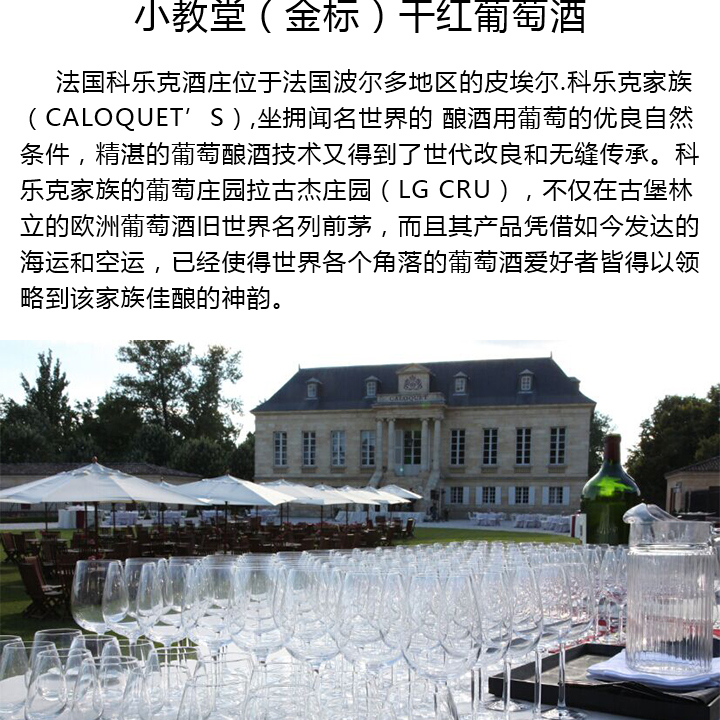 小教堂（金标）干红葡萄酒
法国科乐克酒庄位于法国波尔多地区的皮埃尔.科乐克家族
（CALOQUET’S）,坐拥闻名世界的 酿酒用葡萄的优良自然
条件，精湛的葡萄酿酒技术又得到了世代改良和无缝传承。科
乐克家族的葡萄庄园拉古杰庄园（LG CRU），不仅在古堡林
立的欧洲葡萄酒旧世界名列前茅，而且其产品凭借如今发达的
海运和空运，已经使得世界各个角落的葡萄酒爱好者皆得以领
略到该家族佳酿的神韵。
CALOQUET